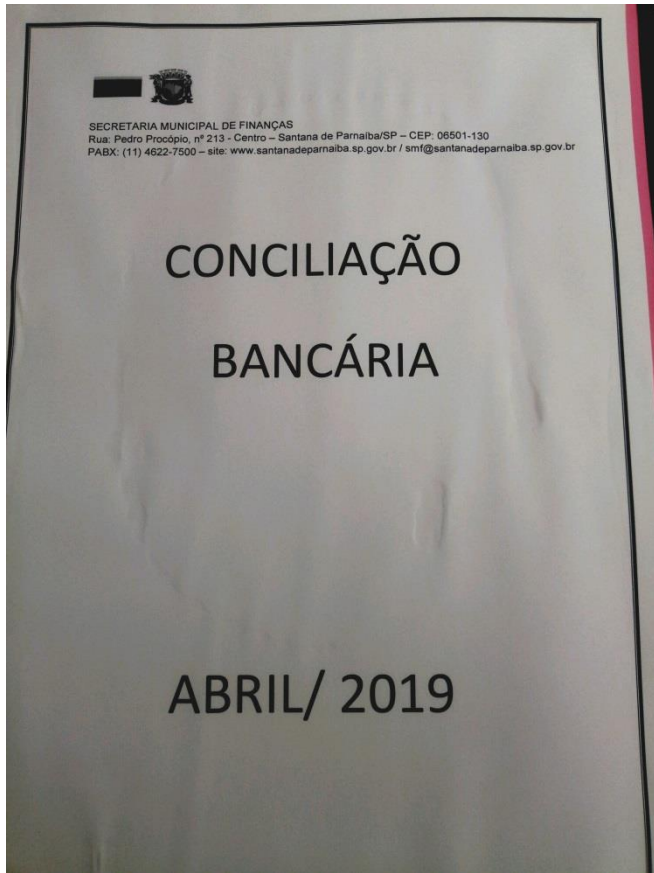 SECRETARIA MUNICIPAL DE FINANÇAS
Rua: Pedro Procópio, nº 213 - Centro – Santana de Parnaíba/SP – CEP: 06501-130
PABX: (11) 4622-7500 – site: www.santanadeparnaiba.sp.gov.br / smf@santanadeparnaiba.sp.gov.br
CONCILIAÇÃO
BANCÁRIA
ABRIL/ 2019